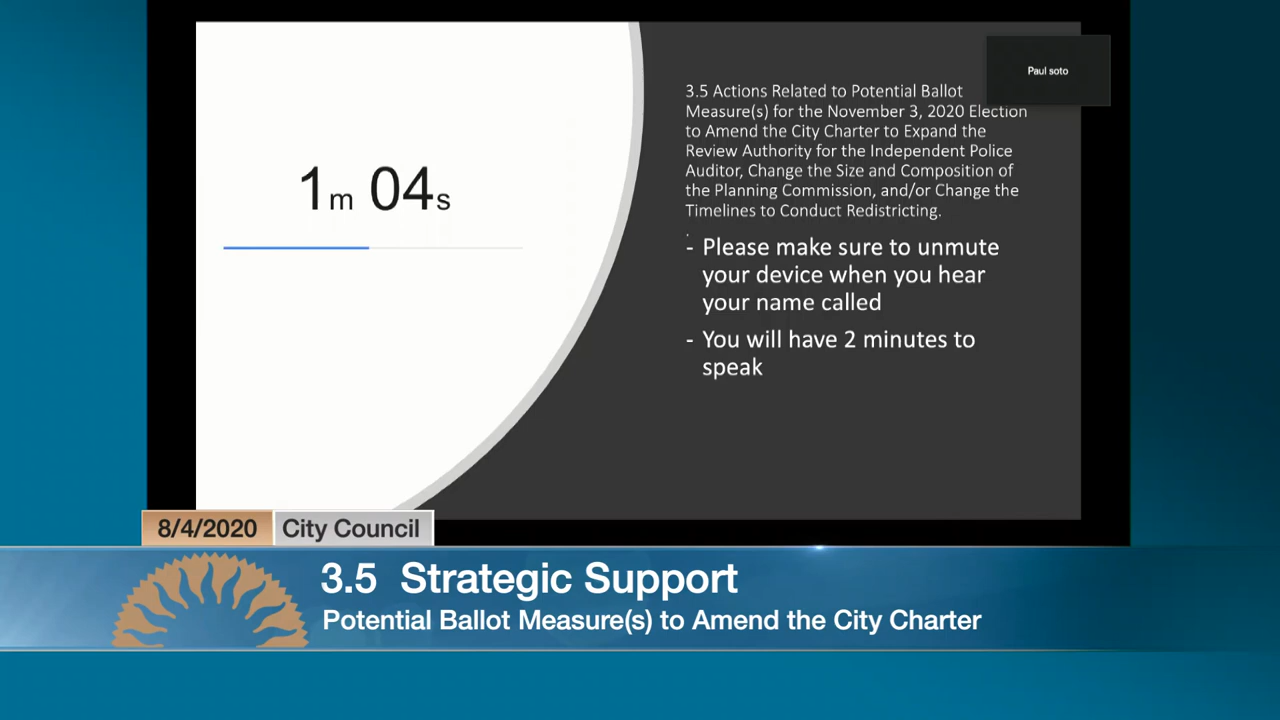 1m 04s
Paul soto
3.5 Actions Related to Potential Ballot
Measure(s) for the November 3, 2020 Election
to Amend the City Charter to Expand the
Review Authority for the Independent Police
Auditor, Change the Size and Composition of
the Planning Commission, and/or Change the
Timelines to Conduct Redistricting.
.
- Please make sure to unmute
your device when you hear
your name called
- You will have 2 minutes to
speak
8/4/2020 City Council
3.5 Strategic Support
Potential Ballot Measure(s) to Amend the City Charter